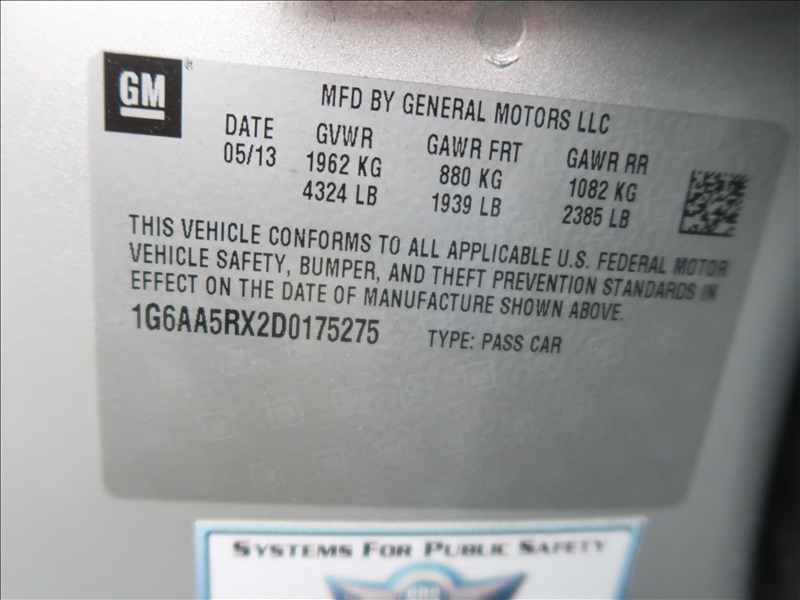 GM
MFD BY GENERAL MOTORS LLC
DATE GVWR GAWR FRT GAWR RR
05/13 1962 KG 880 KG 1082 KG
4324 LB 1939 LB 2385 LB
THIS VEHICLE CONFORMS TO ALL APPLICABLE U.S. FEDERAL MOTOR
VEHICLE SAFETY, BUMPER, AND THEFT PREVENTION STANDARDS IN
EFFECT ON THE DATE OF MANUFACTURE SHOWN ABOVE.
1G6AA5RX2D0175275 TYPE: PASS CAR
SYSTEMS FOR PUBLIC SAFETY